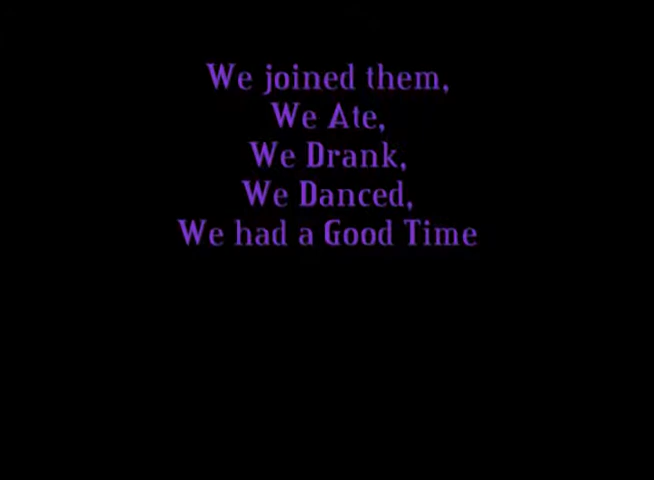 We joined them,
We Ate,
We Drank,
We Danced,
We had a Good Time